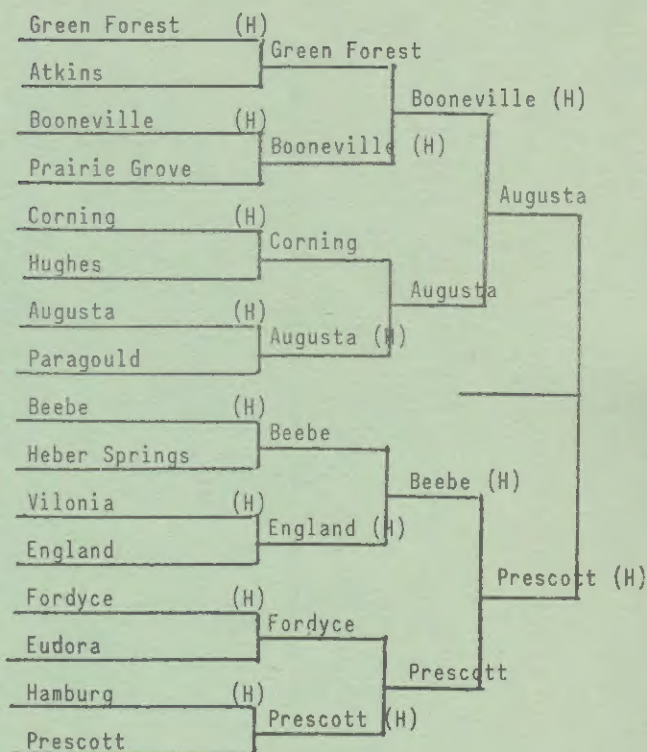 Green Forest (H)
Green Forest
Atkins
Booneville (H)
Booneville (H)
Booneville (H)
Prairie Grove
Augusta
Corning (H)
Corning
Hughes
Augusta
Augusta (H)
Augusta (H)
Paragould
Beebe (H)
Beebe
Heber Springs
Beebe (H)
Vilonia (H)
England (H)
England
Prescott (H)
Fordyce (H)
Fordyce
Eudora
Prescott
Hamburg (H)
Prescott (H)
Prescott